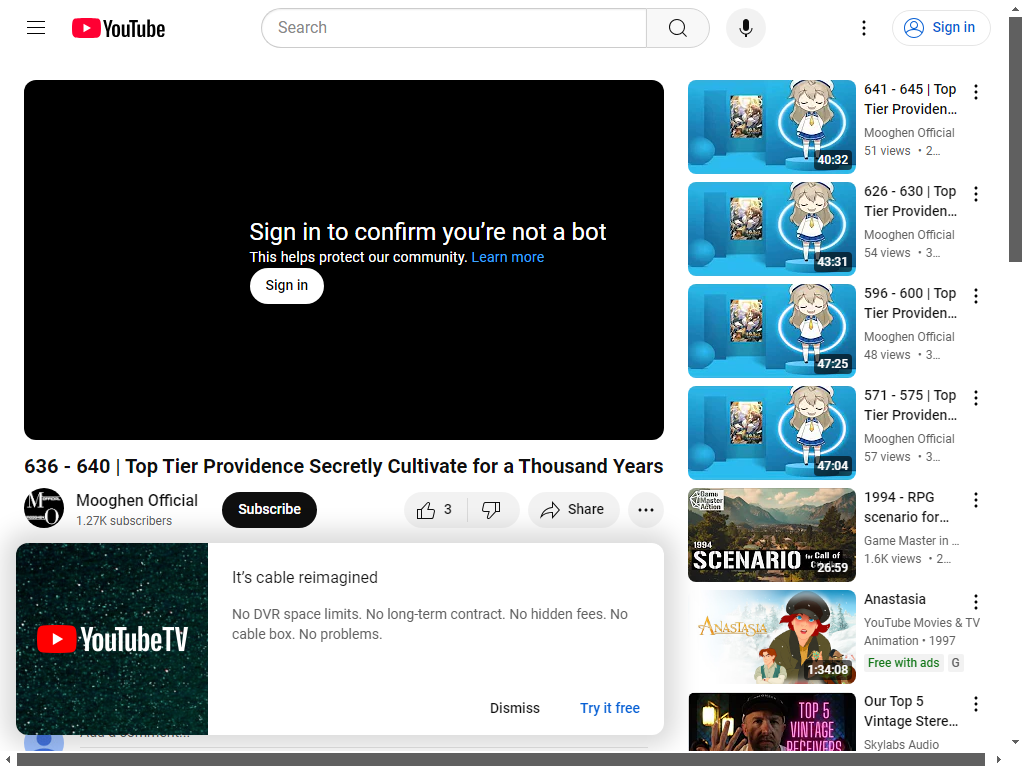 YouTube
Search
Sign in
Sign in to confirm you’re not a bot
This helps protect our community. Learn more
Sign in
636 - 640 | Top Tier Providence Secretly Cultivate for a Thousand Years
Mooghen Official
1.27K subscribers
Subscribe
3
Share
It’s cable reimagined
No DVR space limits. No long-term contract. No hidden fees. No
cable box. No problems.
YouTubeTV
Dismiss
Try it free
Add a comment...
641 - 645 | Top
Tier Providen…
Mooghen Official
51 views • 2…
40:32
626 - 630 | Top
Tier Providen…
Mooghen Official
54 views • 3…
43:31
596 - 600 | Top
Tier Providen…
Mooghen Official
48 views • 3…
47:25
571 - 575 | Top
Tier Providen…
Mooghen Official
57 views • 3…
47:04
Game
Master
Action
1994
SCENARIO for Call of
26:59
1994 - RPG
scenario for…
Game Master in …
1.6K views • 2…
ANASTASIA
1:34:08
Anastasia
YouTube Movies & TV
Animation • 1997
Free with ads
G
TOP 5
VINTAGE
RECEIVERS
Our Top 5
Vintage Stere…
Skylabs Audio